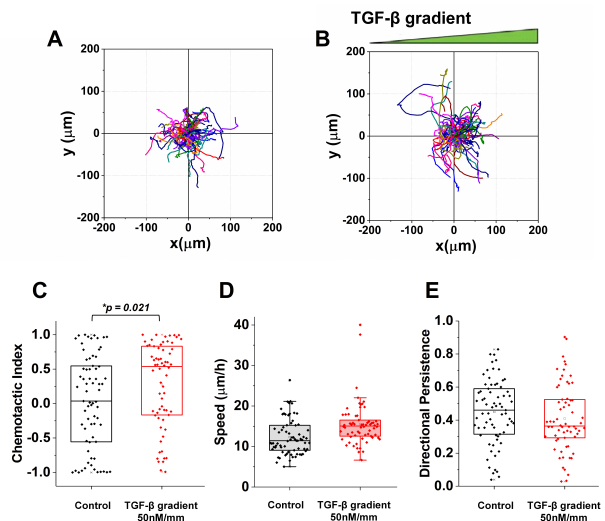 TGF-β gradient
A
B
200
100
0
-100
-200
y (μm)
-200 -100 0 100 200
x(μm)
200
100
0
-100
-200
y (μm)
-200 -100 0 100 200
x(μm)
C
D
E
*p = 0.021
Chemotactic Index
1.0
0.5
0.0
-0.5
-1.0
Control
TGF-β gradient
50nM/mm
Speed (μm/h)
40
30
20
10
0
Control
TGF-β gradient
50nM/mm
Directional Persistence
1.0
0.8
0.6
0.4
0.2
0.0
Control
TGF-β gradient
50nM/mm